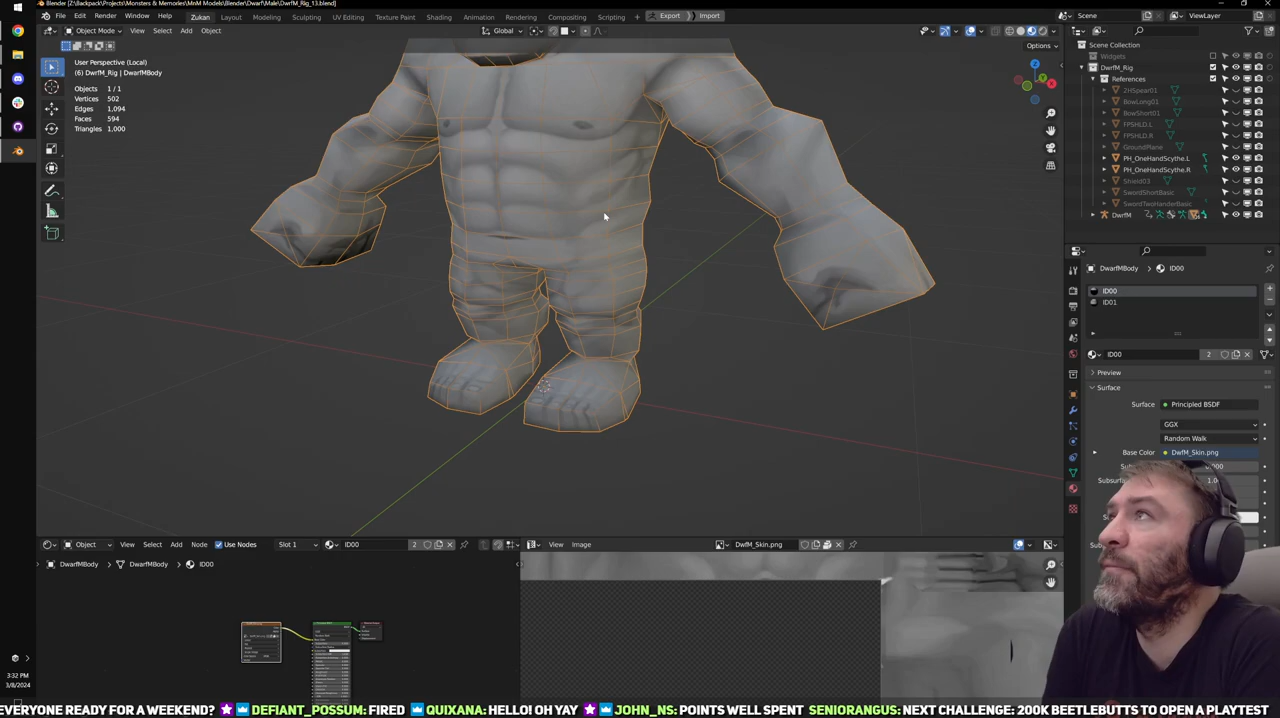 Blender [Z:\Backpack\Projects\Monsters & Memories\MnM Models\Blender\Dwarf\Male\DwrfM_Rig_13.blend]
File Edit Render Window Help Zukan Layout Modeling Sculpting UV Editing Texture Paint Shading Animation Rendering Compositing Scripting Export Import Scene ViewLayer
Object Mode View Select Add Object Global
Options
User Perspective (Local)
(6) DwrfM_Rig | DwarfMBody
Objects 1 / 1
Vertices 502
Edges 1,094
Faces 594
Triangles 1,000
Scene Collection
Widgets
DwrfM_Rig
References
2HSpear01
BowLong01
BowShort01
FPSHLD.L
FPSHLD.R
GroundPlane
PH_OneHandScythe.L
PH_OneHandScythe.R
Shield03
SwordShortBasic
SwordTwoHanderBasic
DwrfM
DwarfMBody ID00
ID00
ID01
ID00 2
Preview
Surface
Surface Principled BSDF
GGX
Random Walk
Base Color DwfM_Skin.png
Object View Select Add Node Use Nodes Slot 1 ID00 2
DwarfMBody DwarfMBody ID00
View Image DwfM_Skin.png
3:32 PM
3/8/2024
EVERYONE READY FOR A WEEKEND? DEFIANT_POSSUM: FIRED QUIXANA: HELLO! OH YAY JOHN_NS: POINTS WELL SPENT SENIORANGUS: NEXT CHALLENGE: 200K BEETLEBUTTS TO OPEN A PLAYTEST